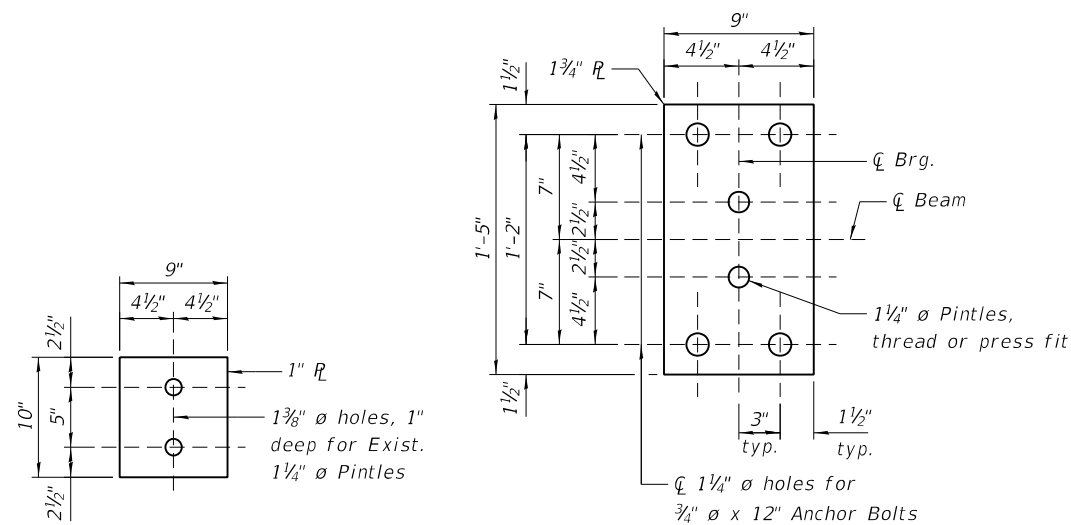 9"
4½" 4½"
2½"
10"
5"
2½"
1" ⅊
1⅜" ø holes, 1"
deep for Exist.
1¼" ø Pintles
9"
4½" 4½"
1½"
1¾" ⅊
℄ Brg.
℄ Beam
4½"
7"
2½"
1'-5"
1'-2"
2½"
7"
4½"
1½"
1¼" ø Pintles,
thread or press fit
3"
typ.
1½"
typ.
℄ 1¼" ø holes for
¾" ø x 12" Anchor Bolts